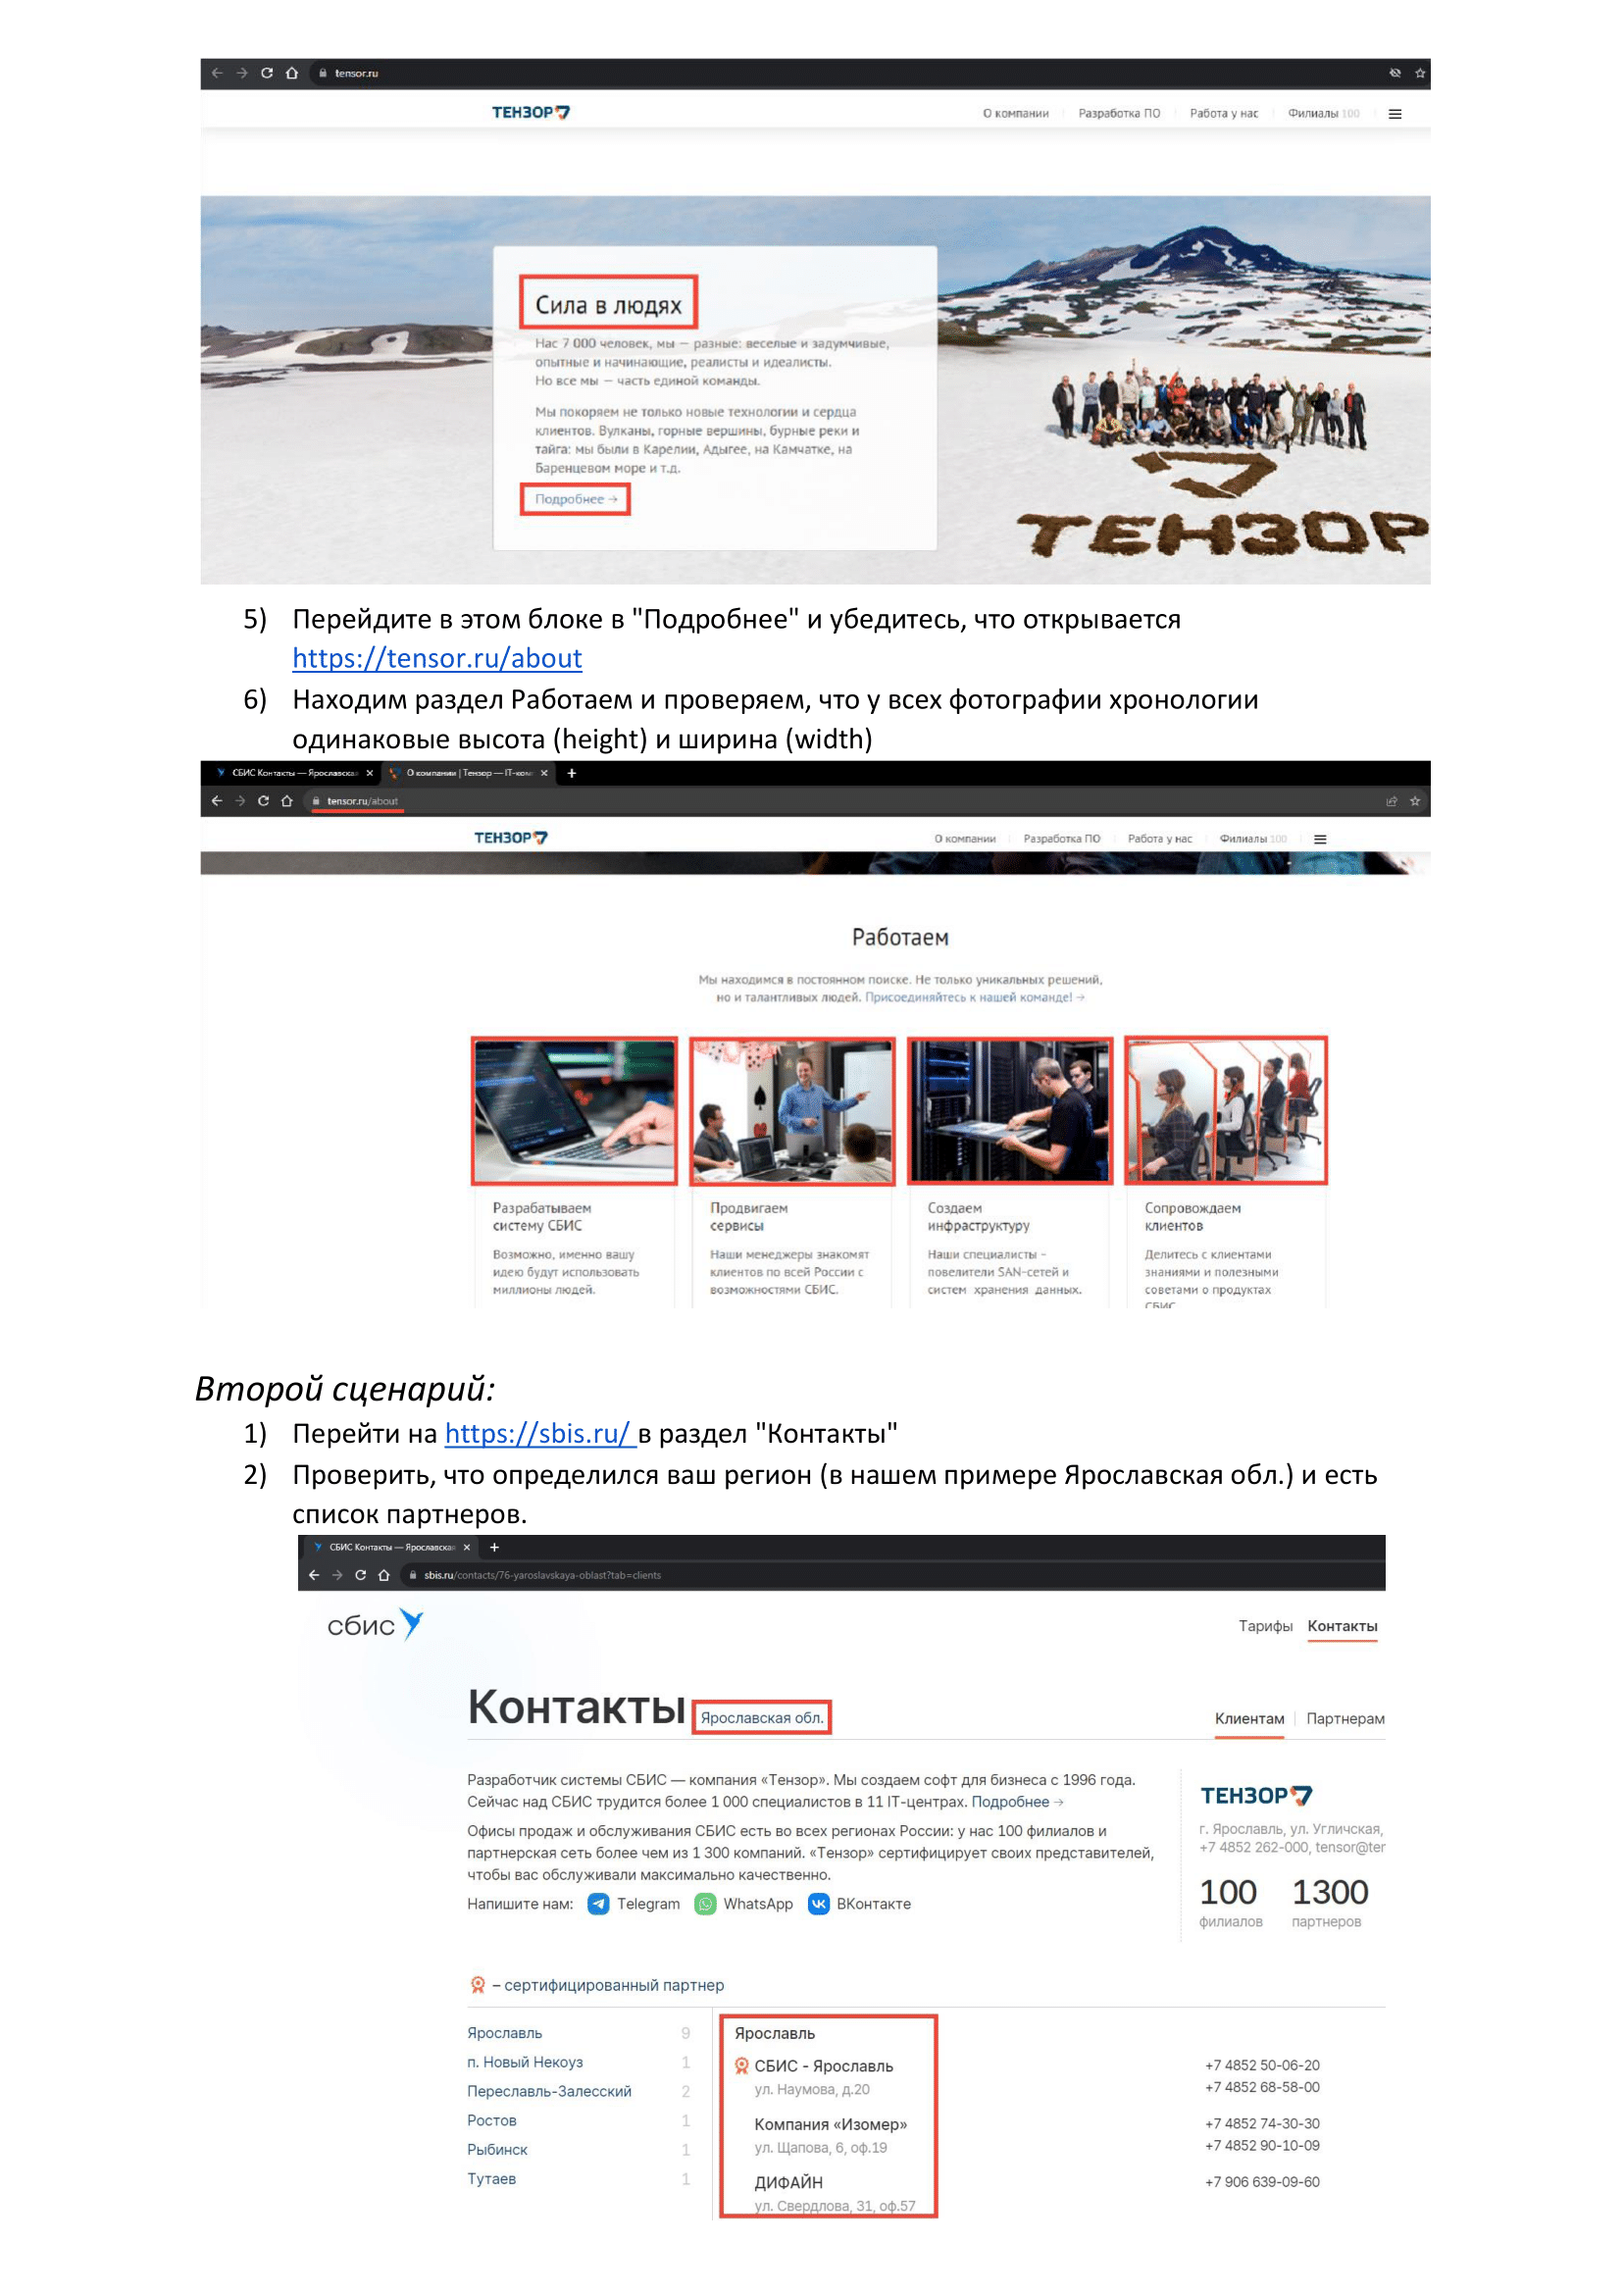 tensor.ru
ТЕНЗОР
О компании Разработка ПО Работа у нас Филиалы 100
Сила в людях
Нас 7 000 человек, мы — разные: веселые и задумчивые,
опытные и начинающие, реалисты и идеалисты.
Но все мы — часть единой команды.
Мы покоряем не только новые технологии и сердца
клиентов. Вулканы, горные вершины, бурные реки и
тайга: мы были в Карелии, Адыгее, на Камчатке, на
Баренцевом море и т.д.
Подробнее →
ТЕНЗОР
5) Перейдите в этом блоке в "Подробнее" и убедитесь, что открывается
https://tensor.ru/about
6) Находим раздел Работаем и проверяем, что у всех фотографии хронологии
одинаковые высота (height) и ширина (width)
СБИС Контакты — Ярославска О компании | Тензор — IT-ком
tensor.ru/about
ТЕНЗОР
О компании Разработка ПО Работа у нас Филиалы 100
Работаем
Мы находимся в постоянном поиске. Не только уникальных решений,
но и талантливых людей. Присоединяйтесь к нашей команде! →
Разрабатываем
систему СБИС
Возможно, именно вашу
идею будут использовать
миллионы людей.
Продвигаем
сервисы
Наши менеджеры знакомят
клиентов по всей России с
возможностями СБИС.
Создаем
инфраструктуру
Наши специалисты –
повелители SAN-сетей и
систем хранения данных.
Сопровождаем
клиентов
Делитесь с клиентами
знаниями и полезными
советами о продуктах
СБИС
Второй сценарий:
1) Перейти на https://sbis.ru/ в раздел "Контакты"
2) Проверить, что определился ваш регион (в нашем примере Ярославская обл.) и есть
список партнеров.
СБИС Контакты — Ярославска
sbis.ru/contacts/76-yaroslavskaya-oblast?tab=clients
сбис
Тарифы Контакты
Контакты Ярославская обл.
Клиентам Партнерам
Разработчик системы СБИС — компания «Тензор». Мы создаем софт для бизнеса с 1996 года.
Сейчас над СБИС трудится более 1 000 специалистов в 11 IT-центрах. Подробнее →
Офисы продаж и обслуживания СБИС есть во всех регионах России: у нас 100 филиалов и
партнерская сеть более чем из 1 300 компаний. «Тензор» сертифицирует своих представителей,
чтобы вас обслуживали максимально качественно.
Напишите нам: Telegram WhatsApp ВКонтакте
ТЕНЗОР
г. Ярославль, ул. Угличская,
+7 4852 262-000, tensor@ter
100 1300
филиалов партнеров
– сертифицированный партнер
Ярославль 9
п. Новый Некоуз 1
Переславль-Залесский 2
Ростов 1
Рыбинск 1
Тутаев 1
Ярославль
СБИС - Ярославль
ул. Наумова, д.20
Компания «Изомер»
ул. Щапова, 6, оф.19
ДИФАЙН
ул. Свердлова, 31, оф.57
+7 4852 50-06-20
+7 4852 68-58-00
+7 4852 74-30-30
+7 4852 90-10-09
+7 906 639-09-60